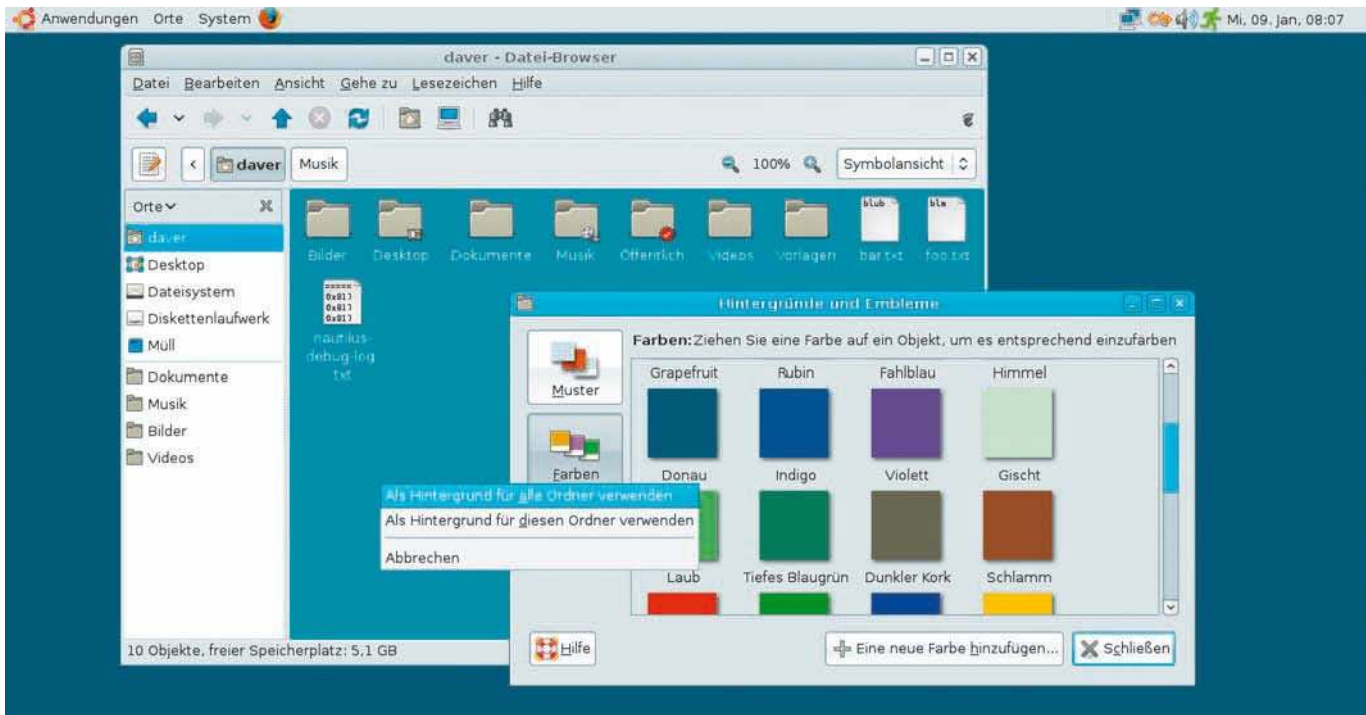 Anwendungen Orte System
Mi, 09. Jan, 08:07
daver - Datei-Browser
Datei Bearbeiten Ansicht Gehe zu Lesezeichen Hilfe
daver Musik
100% Symbolansicht
Orte
daver
Desktop
Dateisystem
Diskettenlaufwerk
Müll
Dokumente
Musik
Bilder
Videos
blub bla
Bilder Desktop Dokumente Musik Öffentlich Videos Vorlagen bar.txt foo.txt
=====
0x813
0x813
0x813
nautilus-
debug-log
txt
10 Objekte, freier Speicherplatz: 5,1 GB
Hintergründe und Embleme
Muster
Farben
Farben: Ziehen Sie eine Farbe auf ein Objekt, um es entsprechend einzufärben
Grapefruit Rubin Fahlblau Himmel
Donau Indigo Violett Gischt
Laub Tiefes Blaugrün Dunkler Kork Schlamm
Als Hintergrund für alle Ordner verwenden
Als Hintergrund für diesen Ordner verwenden
Abbrechen
Hilfe
Eine neue Farbe hinzufügen...
Schließen